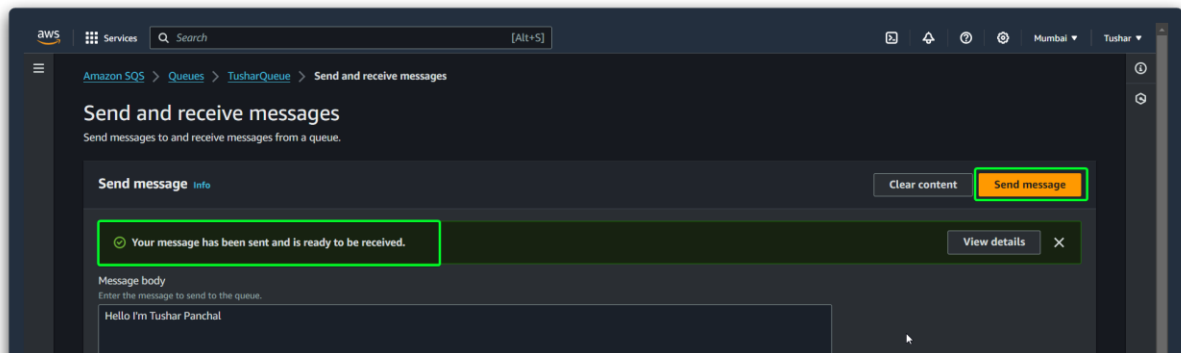 aws Services Search [Alt+S] Mumbai ▼ Tushar ▼
Amazon SQS > Queues > TusharQueue > Send and receive messages
Send and receive messages
Send messages to and receive messages from a queue.
Send message Info Clear content Send message
Your message has been sent and is ready to be received. View details
Message body
Enter the message to send to the queue.
Hello I'm Tushar Panchal